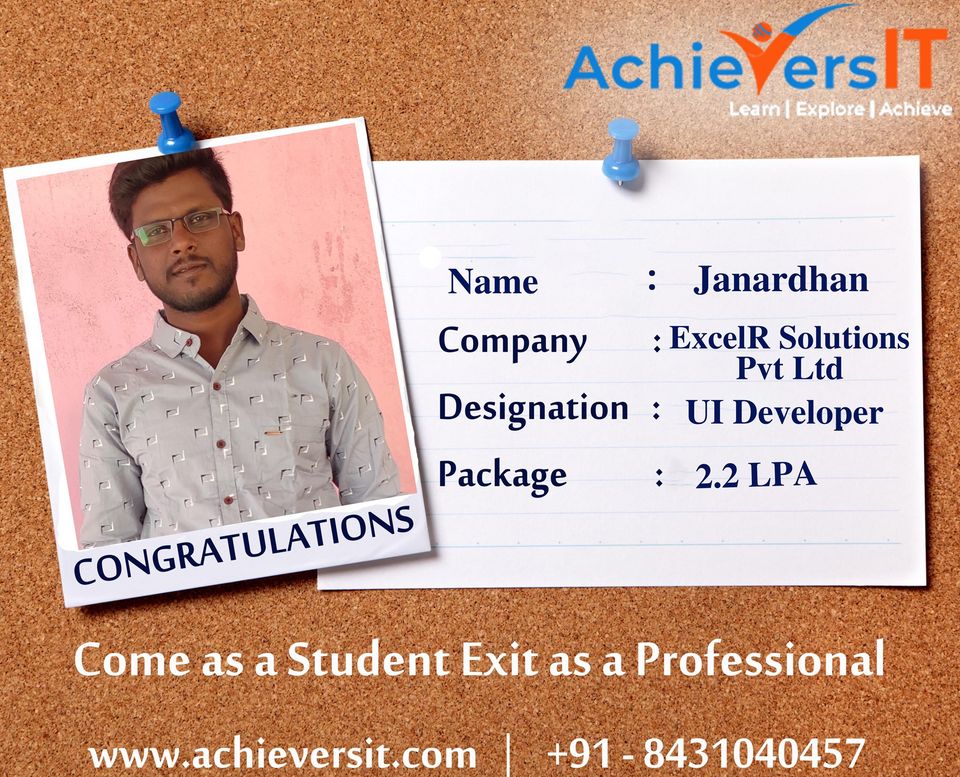 AchieversIT
Learn | Explore | Achieve
Name : Janardhan
Company : ExcelR Solutions
Pvt Ltd
Designation : UI Developer
Package : 2.2 LPA
CONGRATULATIONS
Come as a Student Exit as a Professional
www.achieversit.com | +91 - 8431040457